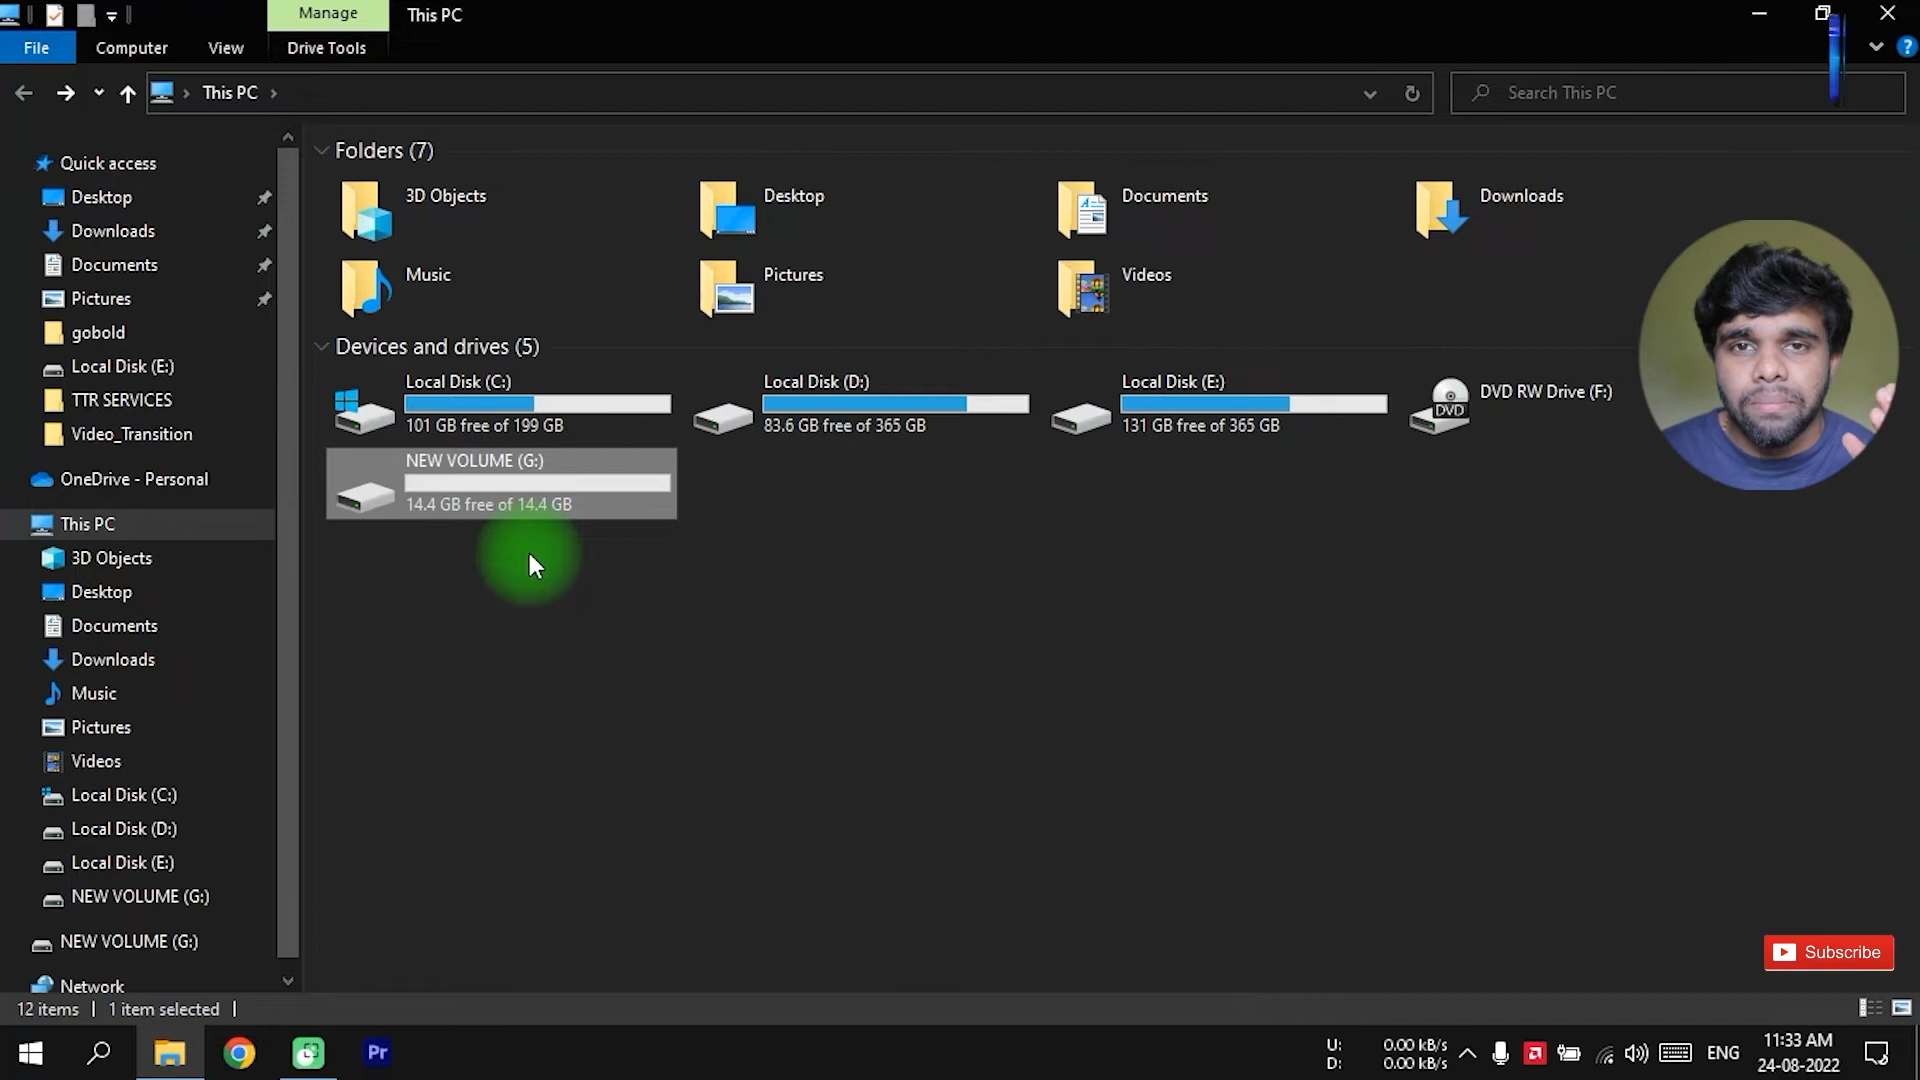 Manage
This PC
File
Computer
View
Drive Tools
This PC
Search This PC
Quick access
Desktop
Downloads
Documents
Pictures
gobold
Local Disk (E:)
TTR SERVICES
Video_Transition
OneDrive - Personal
This PC
3D Objects
Desktop
Documents
Downloads
Music
Pictures
Videos
Local Disk (C:)
Local Disk (D:)
Local Disk (E:)
NEW VOLUME (G:)
NEW VOLUME (G:)
Network
Folders (7)
3D Objects
Desktop
Documents
Downloads
Music
Pictures
Videos
Devices and drives (5)
Local Disk (C:)
101 GB free of 199 GB
Local Disk (D:)
83.6 GB free of 365 GB
Local Disk (E:)
131 GB free of 365 GB
DVD
DVD RW Drive (F:)
NEW VOLUME (G:)
14.4 GB free of 14.4 GB
Subscribe
12 items
1 item selected
Pr
U: 0.00 kB/s
D: 0.00 kB/s
ENG
11:33 AM
24-08-2022